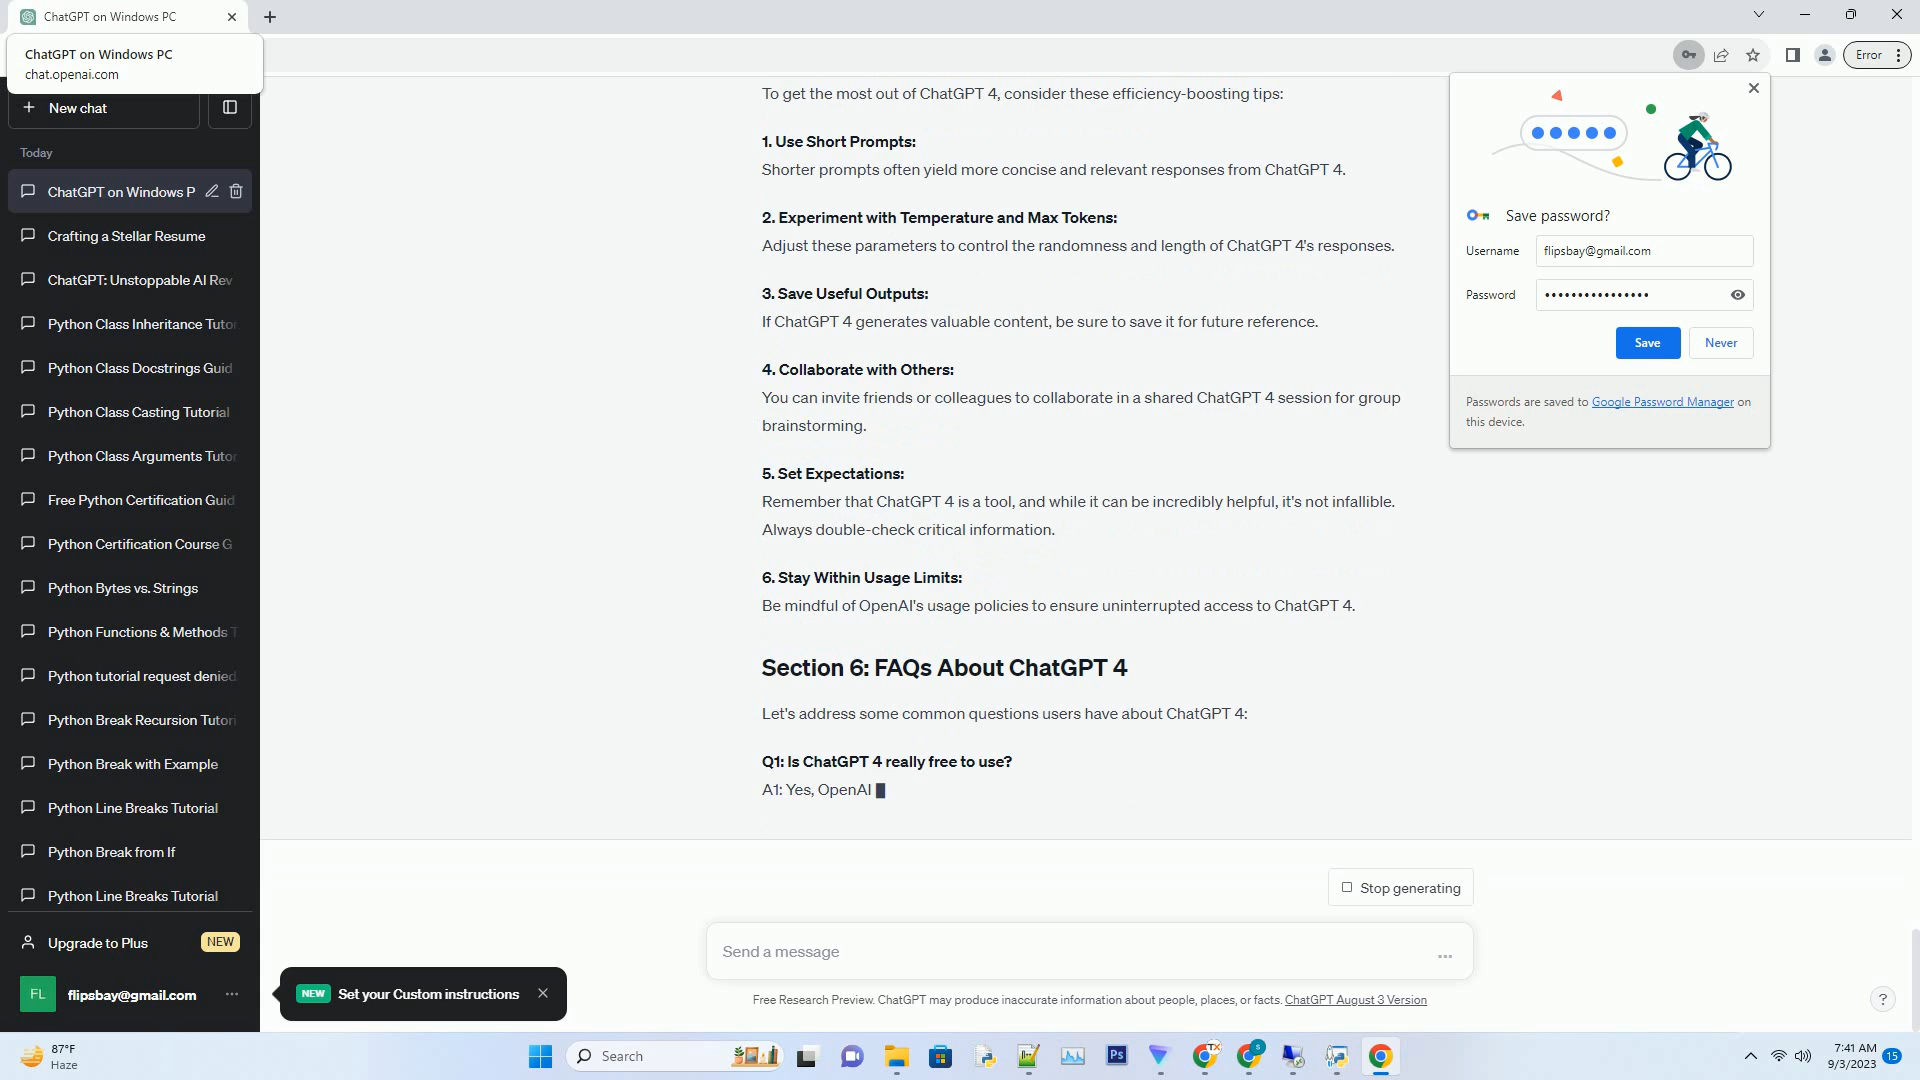 ChatGPT on Windows PC
ChatGPT on Windows PC
chat.openai.com
Error
New chat
Today
ChatGPT on Windows P
Crafting a Stellar Resume
ChatGPT: Unstoppable AI Rev
Python Class Inheritance Tutor
Python Class Docstrings Guid
Python Class Casting Tutorial
Python Class Arguments Tutor
Free Python Certification Guid
Python Certification Course G
Python Bytes vs. Strings
Python Functions & Methods T
Python tutorial request denied
Python Break Recursion Tutori
Python Break with Example
Python Line Breaks Tutorial
Python Break from If
Python Line Breaks Tutorial
Upgrade to Plus
NEW
FL
flipsbay@gmail.com
To get the most out of ChatGPT 4, consider these efficiency-boosting tips:
1. Use Short Prompts:
Shorter prompts often yield more concise and relevant responses from ChatGPT 4.
2. Experiment with Temperature and Max Tokens:
Adjust these parameters to control the randomness and length of ChatGPT 4's responses.
3. Save Useful Outputs:
If ChatGPT 4 generates valuable content, be sure to save it for future reference.
4. Collaborate with Others:
You can invite friends or colleagues to collaborate in a shared ChatGPT 4 session for group
brainstorming.
5. Set Expectations:
Remember that ChatGPT 4 is a tool, and while it can be incredibly helpful, it's not infallible.
Always double-check critical information.
6. Stay Within Usage Limits:
Be mindful of OpenAI's usage policies to ensure uninterrupted access to ChatGPT 4.
Section 6: FAQs About ChatGPT 4
Let's address some common questions users have about ChatGPT 4:
Q1: Is ChatGPT 4 really free to use?
A1: Yes, OpenAI
Save password?
Username flipsbay@gmail.com
Password ••••••••••••••••
Save Never
Passwords are saved to Google Password Manager on
this device.
Stop generating
Send a message
NEW Set your Custom instructions
Free Research Preview. ChatGPT may produce inaccurate information about people, places, or facts. ChatGPT August 3 Version
?
87°F
Haze
Search
Ps
TX
S
7:41 AM
9/3/2023
15